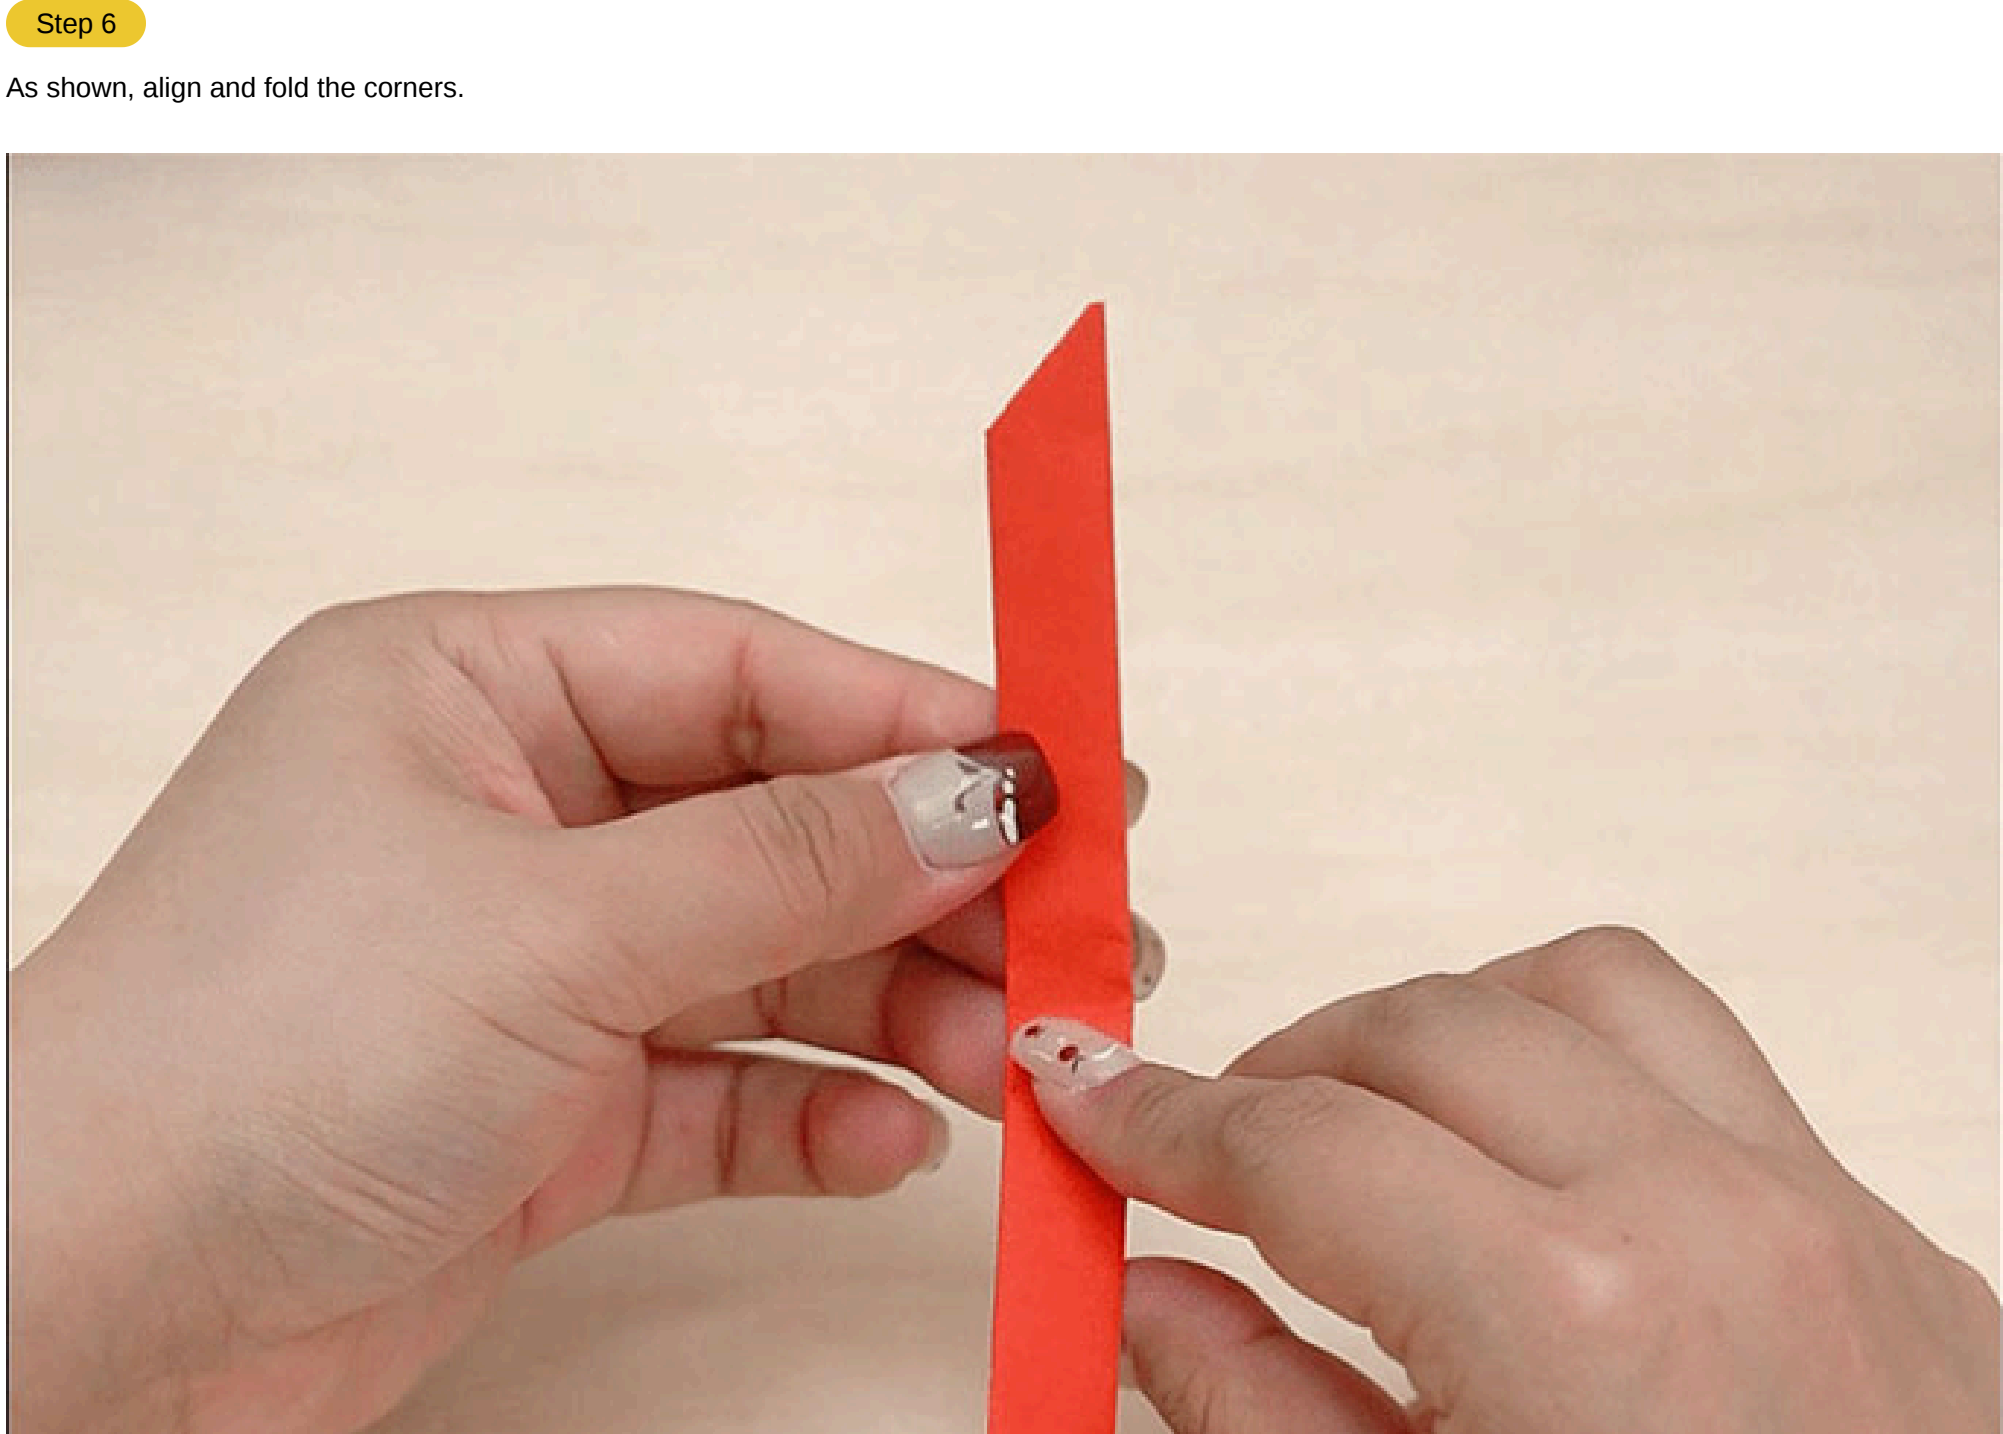 Step 6
As shown, align and fold the corners.